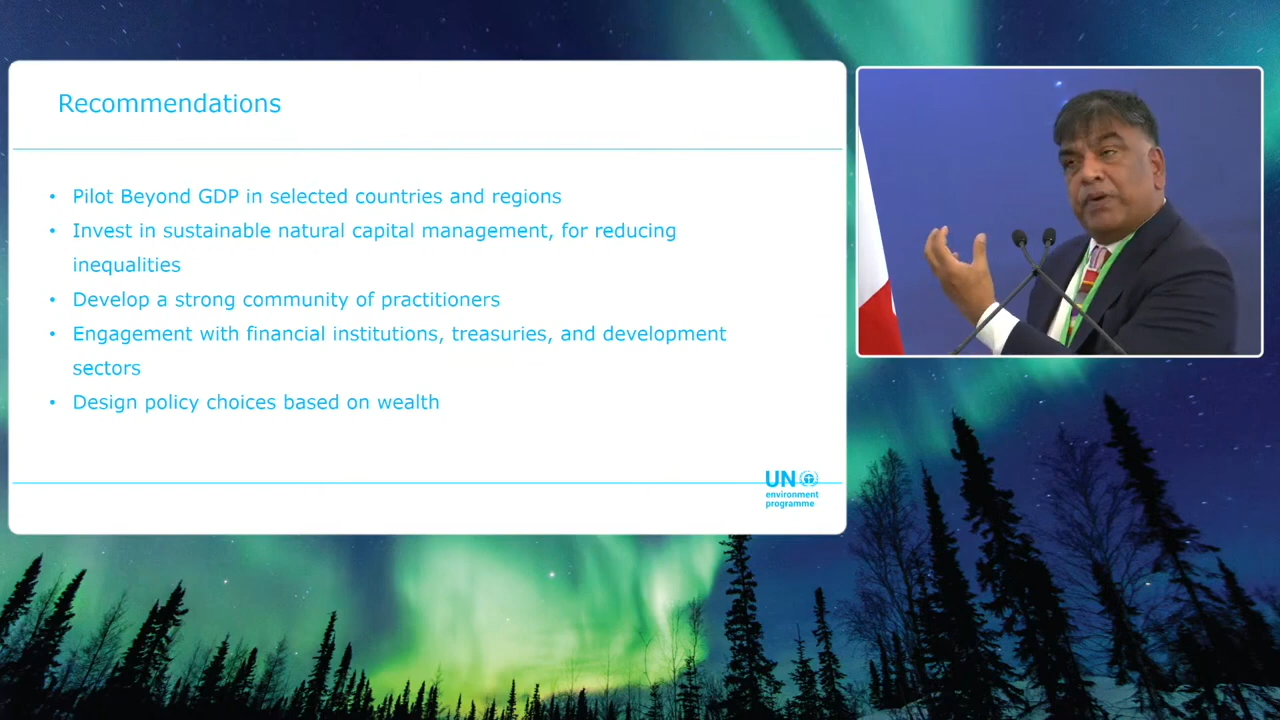 Recommendations
• Pilot Beyond GDP in selected countries and regions
• Invest in sustainable natural capital management, for reducing
inequalities
• Develop a strong community of practitioners
• Engagement with financial institutions, treasuries, and development
sectors
• Design policy choices based on wealth
UN
environment
programme